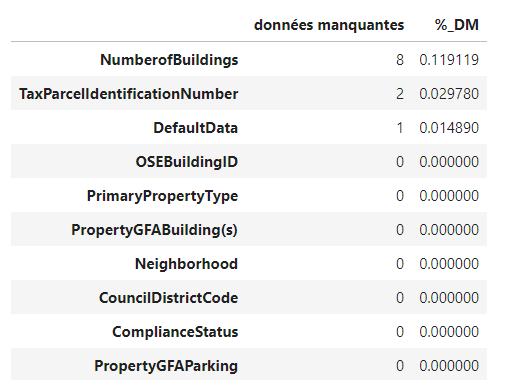 données manquantes %_DM
NumberofBuildings 8 0.119119
TaxParcelIdentificationNumber 2 0.029780
DefaultData 1 0.014890
OSEBuildingID 0 0.000000
PrimaryPropertyType 0 0.000000
PropertyGFABuilding(s) 0 0.000000
Neighborhood 0 0.000000
CouncilDistrictCode 0 0.000000
ComplianceStatus 0 0.000000
PropertyGFAParking 0 0.000000